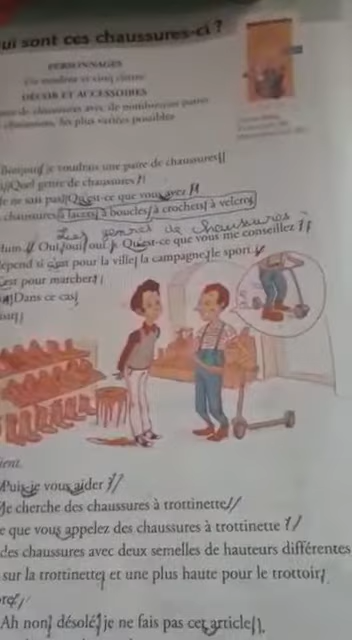 ui sont ces chaussures-ci ?
PERSONNAGES
Un vendeur et cinq clients
DÉCOR ET ACCESSOIRES
de chaussures avec de nombreuses paires
chaussures, les plus variées possibles
Bonjour, je voudrais une paire de chaussures
Quel genre de chaussures ?
Je ne sais pas. Qu'est-ce que vous avez ?
chaussures à lacets, à boucles, à crochets, à velcros
Les genres de chaussures
Hum... Oui, oui, oui. Qu'est-ce que vous me conseillez ?
dépend si c'est pour la ville, la campagne, le sport.
est pour marcher.
Dans ce cas,
ient.
Puis-je vous aider ?
Je cherche des chaussures à trottinette
e que vous appelez des chaussures à trottinette ?
des chaussures avec deux semelles de hauteurs différentes
sur la trottinette, et une plus haute pour le trottoir,
Ah non, désolé, je ne fais pas cet article.